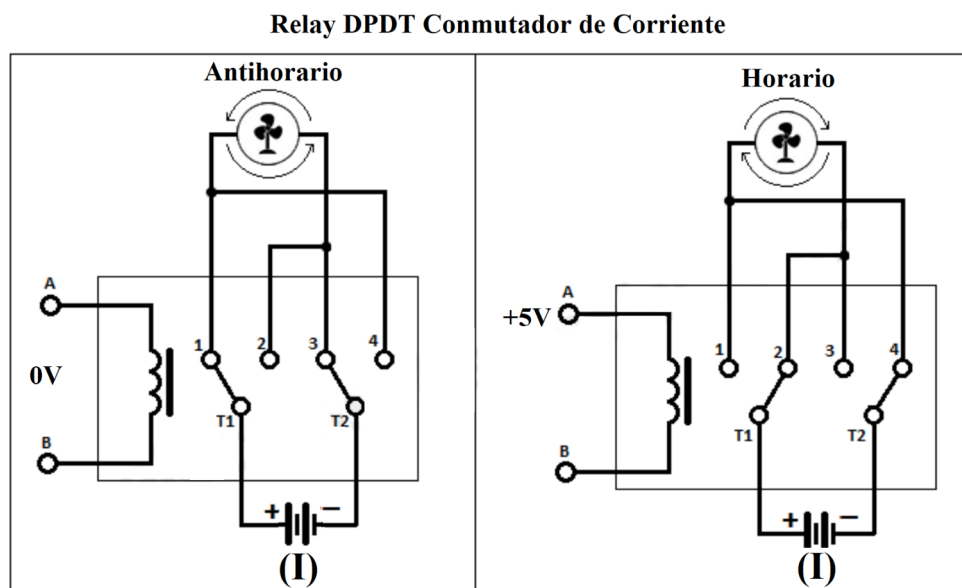 Relay DPDT Conmutador de Corriente
Antihorario
A
0V
B
1
2
3
4
T1
T2
+
−
(I)
Horario
A
+5V
B
1
2
3
4
T1
T2
+
−
(I)